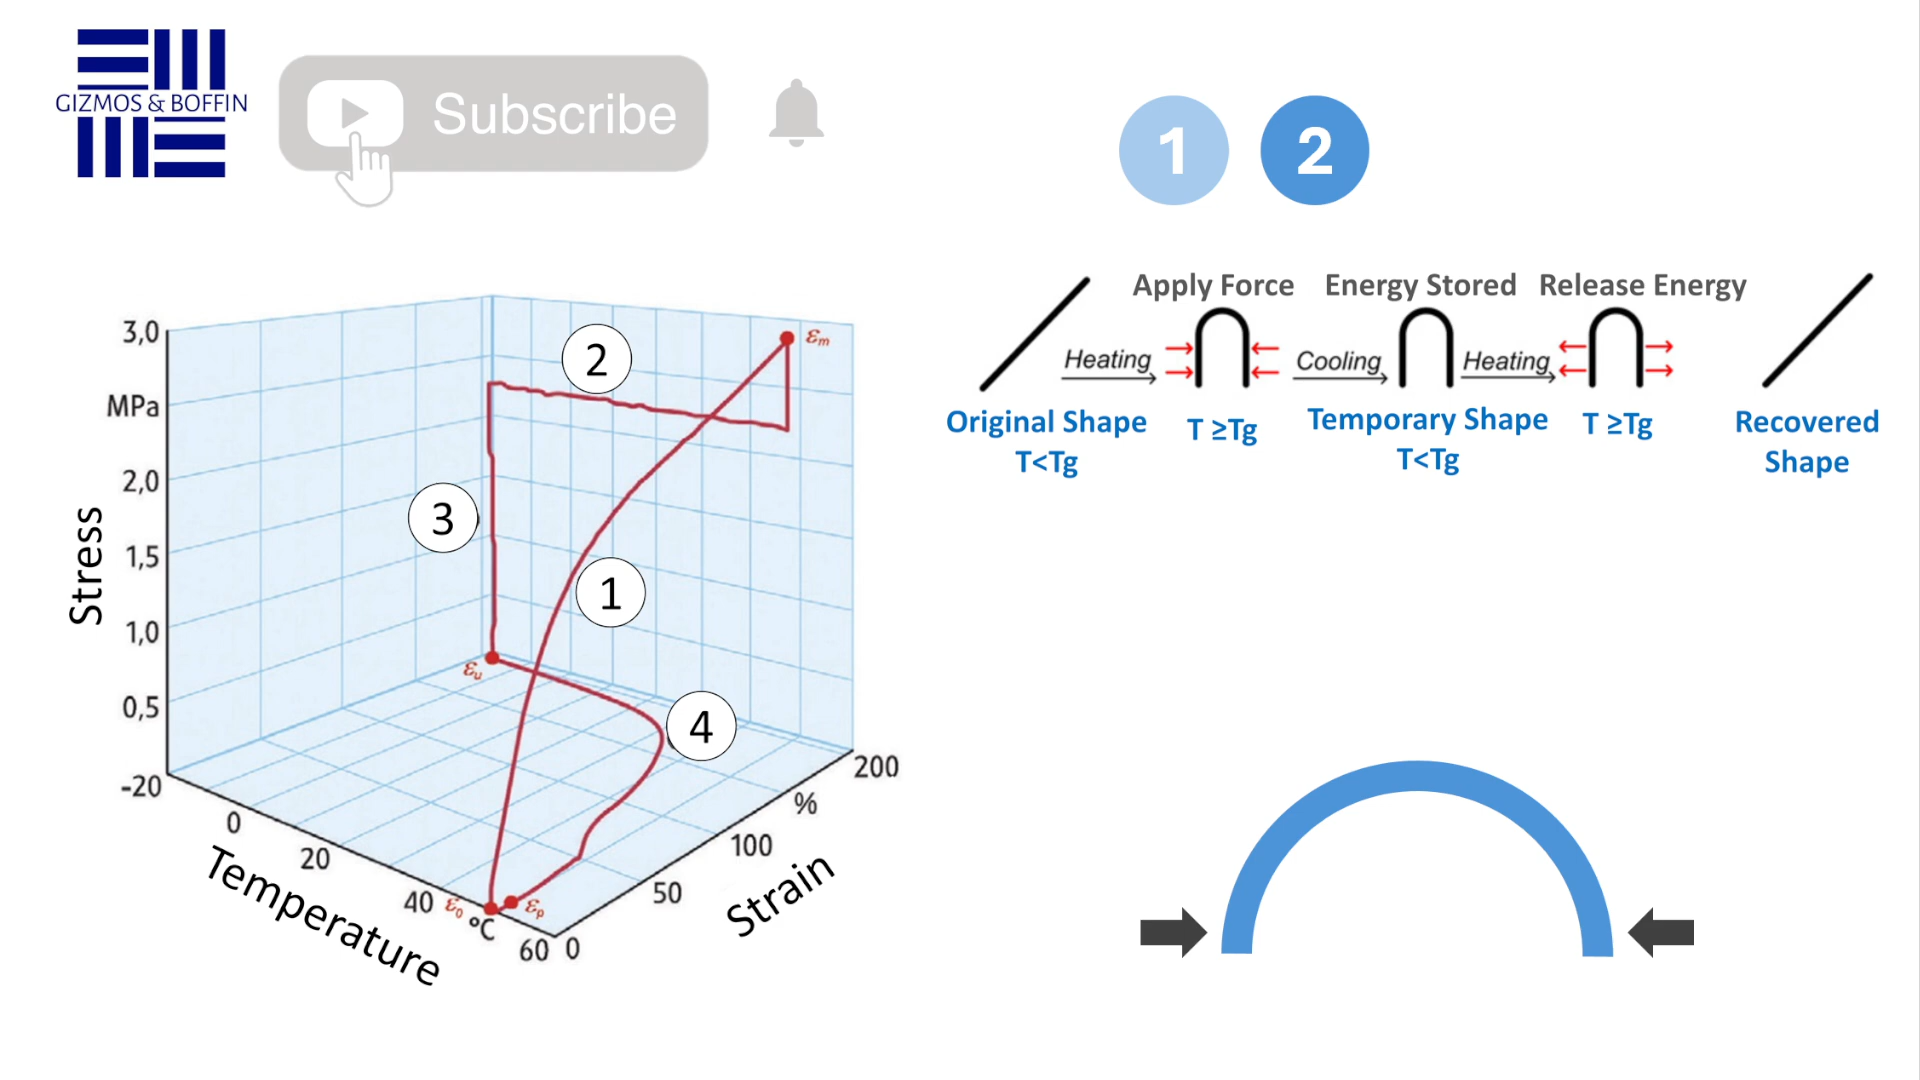 GIZMOS & BOFFIN
Subscribe
1 2
Apply Force Energy Stored Release Energy
Heating Cooling Heating
Original Shape
T<Tg
T ≥Tg
Temporary Shape
T<Tg
T ≥Tg
Recovered
Shape
3,0
MPa
2,0
1,5
1,0
0,5
Stress
-20
0
20
40
°C
60
Temperature
0
50
100
%
200
Strain
εm
2
3
1
εu
4
ε0
εp